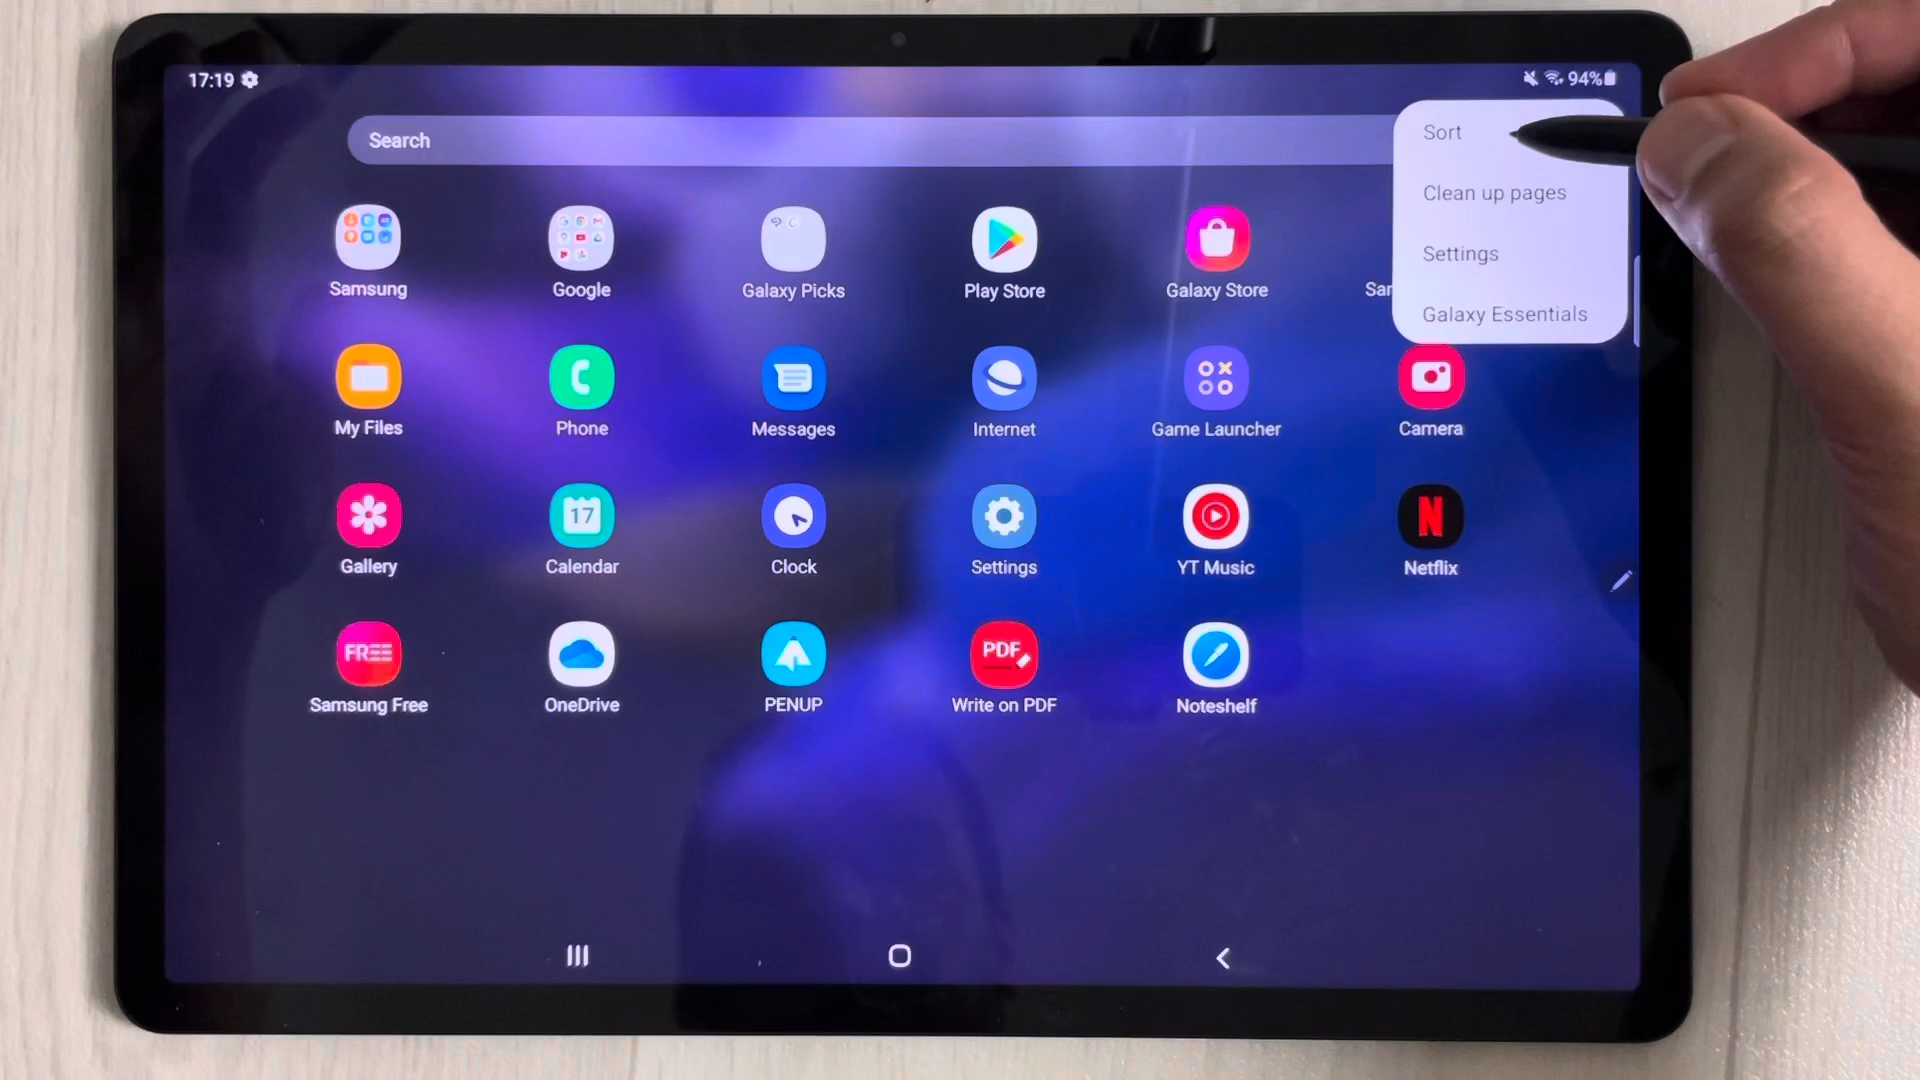 17:19
94%
Search
Sort
Clean up pages
Settings
Galaxy Essentials
Samsung
Google
Galaxy Picks
Play Store
Galaxy Store
Sar
My Files
Phone
Messages
Internet
Game Launcher
Camera
17
Gallery
Calendar
Clock
Settings
YT Music
N
Netflix
FREE
PDF
Samsung Free
OneDrive
PENUP
Write on PDF
Noteshelf